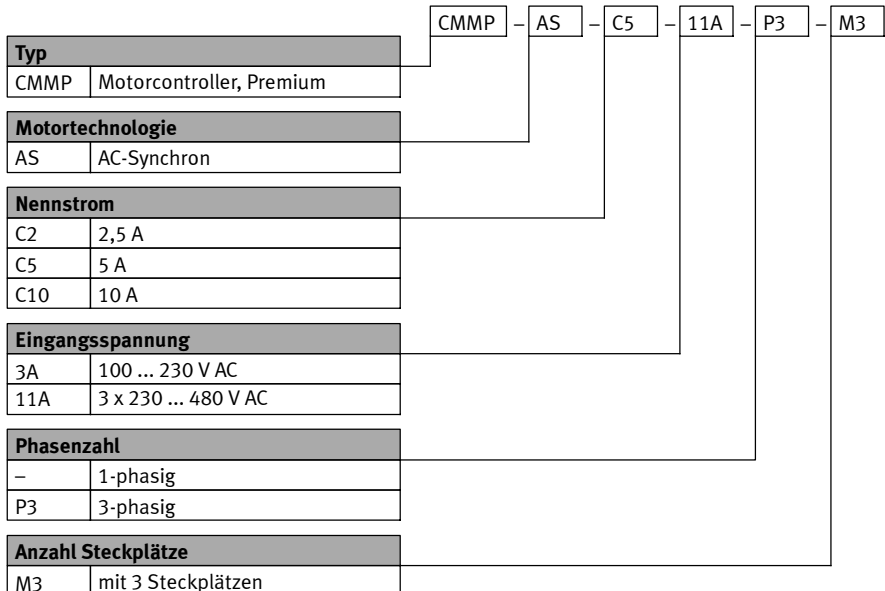 CMMP – AS – C5 – 11A – P3 – M3
Typ
CMMP Motorcontroller, Premium
Motortechnologie
AS AC-Synchron
Nennstrom
C2 2,5 A
C5 5 A
C10 10 A
Eingangsspannung
3A 100 ... 230 V AC
11A 3 x 230 ... 480 V AC
Phasenzahl
– 1-phasig
P3 3-phasig
Anzahl Steckplätze
M3 mit 3 Steckplätzen